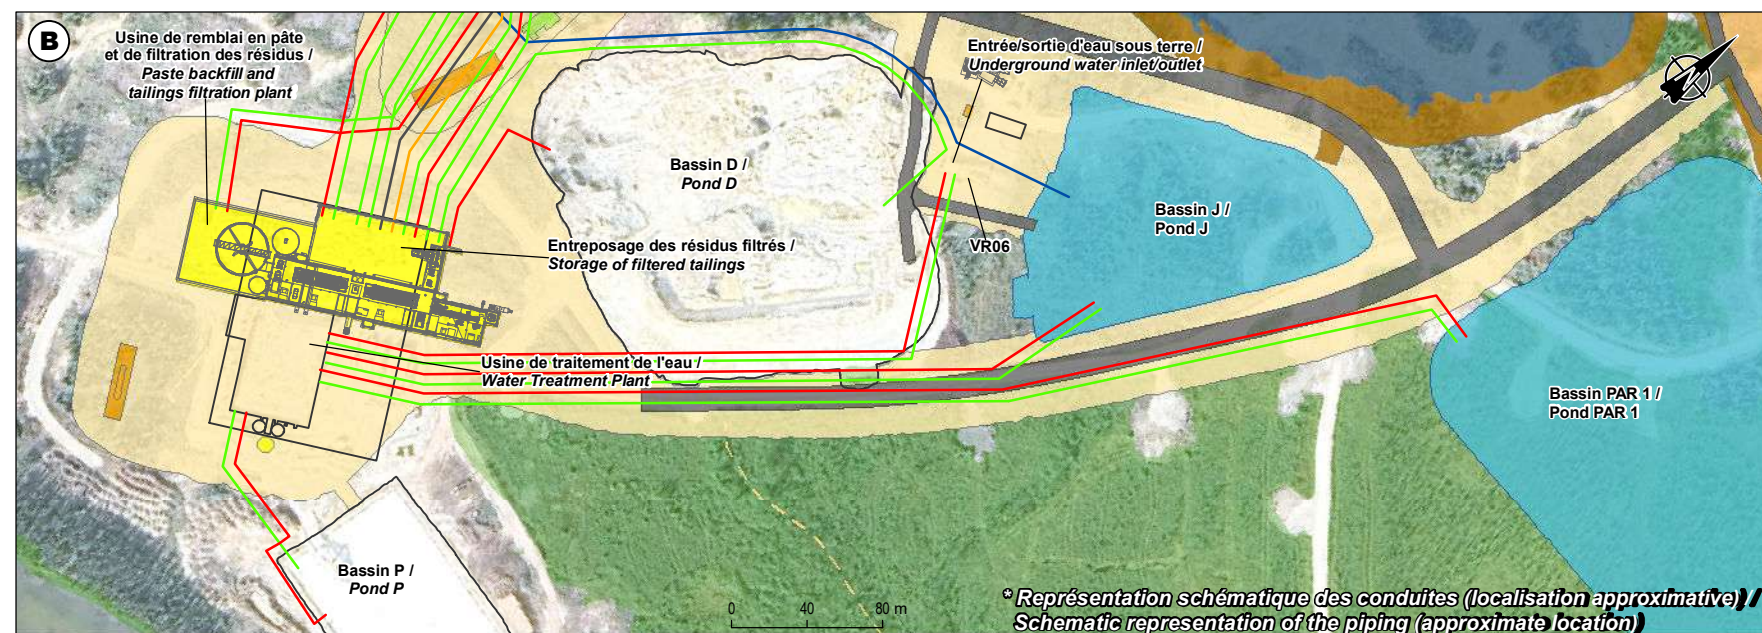 B
Usine de remblai en pâte
et de filtration des résidus /
Paste backfill and
tailings filtration plant
Entrée/sortie d'eau sous terre /
Underground water inlet/outlet
N
Bassin D /
Pond D
Bassin J /
Pond J
VR06
Entreposage des résidus filtrés /
Storage of filtered tailings
Usine de traitement de l'eau /
Water Treatment Plant
Bassin PAR 1 /
Pond PAR 1
Bassin P /
Pond P
0 40 80 m
* Représentation schématique des conduites (localisation approximative) /
Schematic representation of the piping (approximate location)